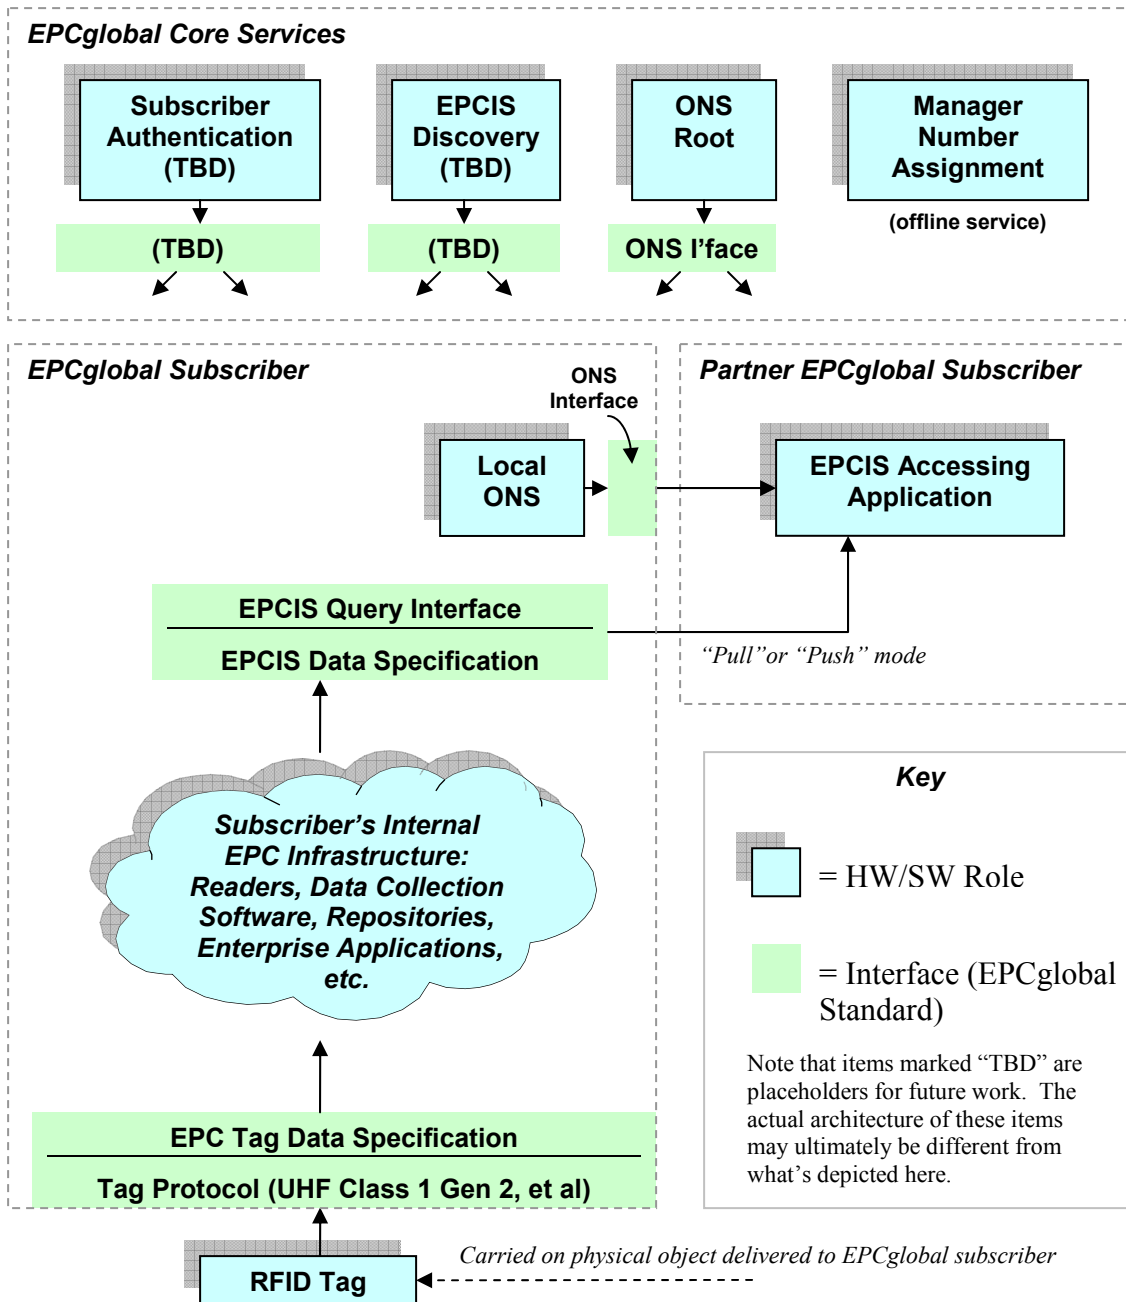 EPCglobal Core Services
Subscriber
Authentication
(TBD)
EPCIS
Discovery
(TBD)
ONS
Root
Manager
Number
Assignment
(offline service)
(TBD)
(TBD)
ONS I’face
EPCglobal Subscriber
ONS
Interface
Local
ONS
Partner EPCglobal Subscriber
EPCIS Accessing
Application
EPCIS Query Interface
EPCIS Data Specification
“Pull”or “Push” mode
Subscriber’s Internal
EPC Infrastructure:
Readers, Data Collection
Software, Repositories,
Enterprise Applications,
etc.
Key
= HW/SW Role
= Interface (EPCglobal
Standard)
Note that items marked “TBD” are
placeholders for future work. The
actual architecture of these items
may ultimately be different from
what’s depicted here.
EPC Tag Data Specification
Tag Protocol (UHF Class 1 Gen 2, et al)
RFID Tag
Carried on physical object delivered to EPCglobal subscriber